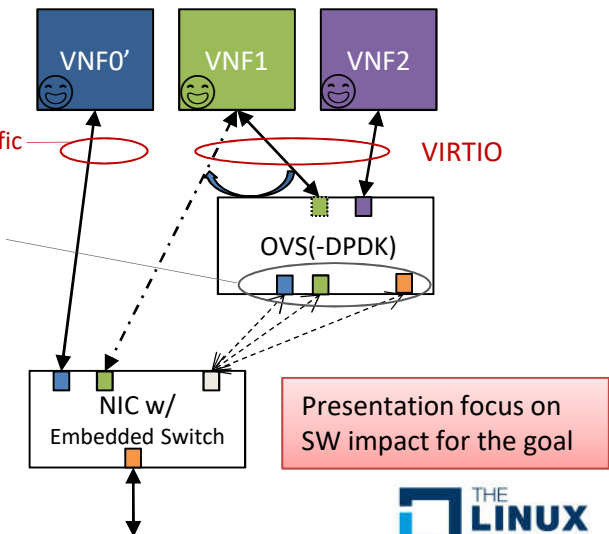 VNF0’
VNF1
VNF2
fic
VIRTIO
OVS(-DPDK)
NIC w/
Embedded Switch
Presentation focus on
SW impact for the goal
THE
LINUX